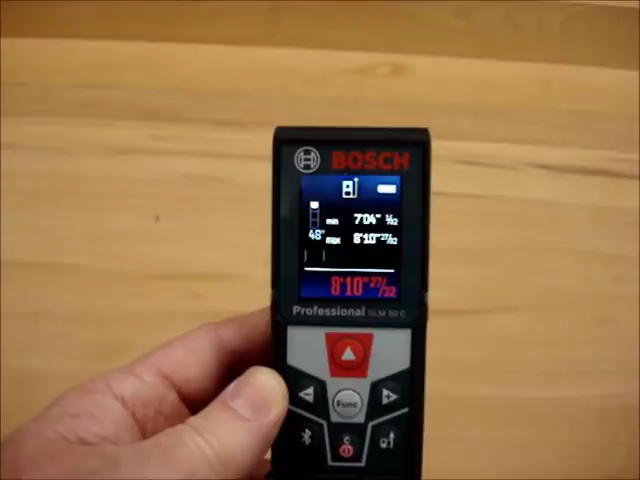 BOSCH
min 7'04" 1/32
48° max 8'10" 27/32
8'10" 27/32
Professional GLM 50 C
Func
C